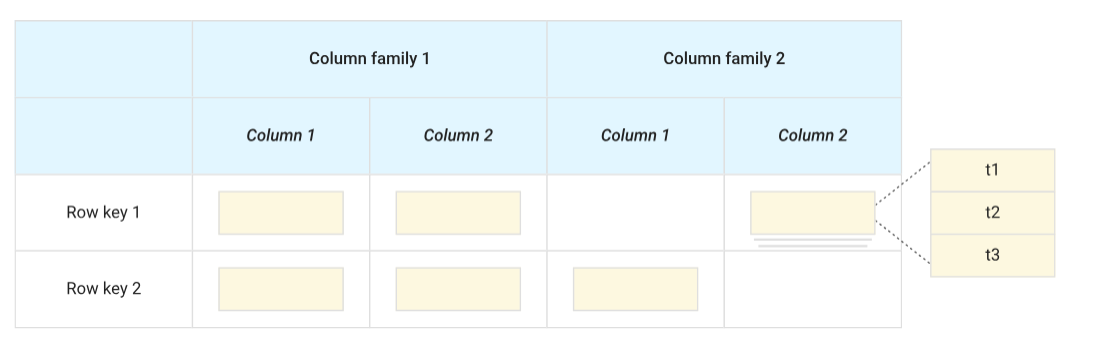 Column family 1 Column family 2
Column 1 Column 2 Column 1 Column 2
t1
Row key 1 t2
t3
Row key 2